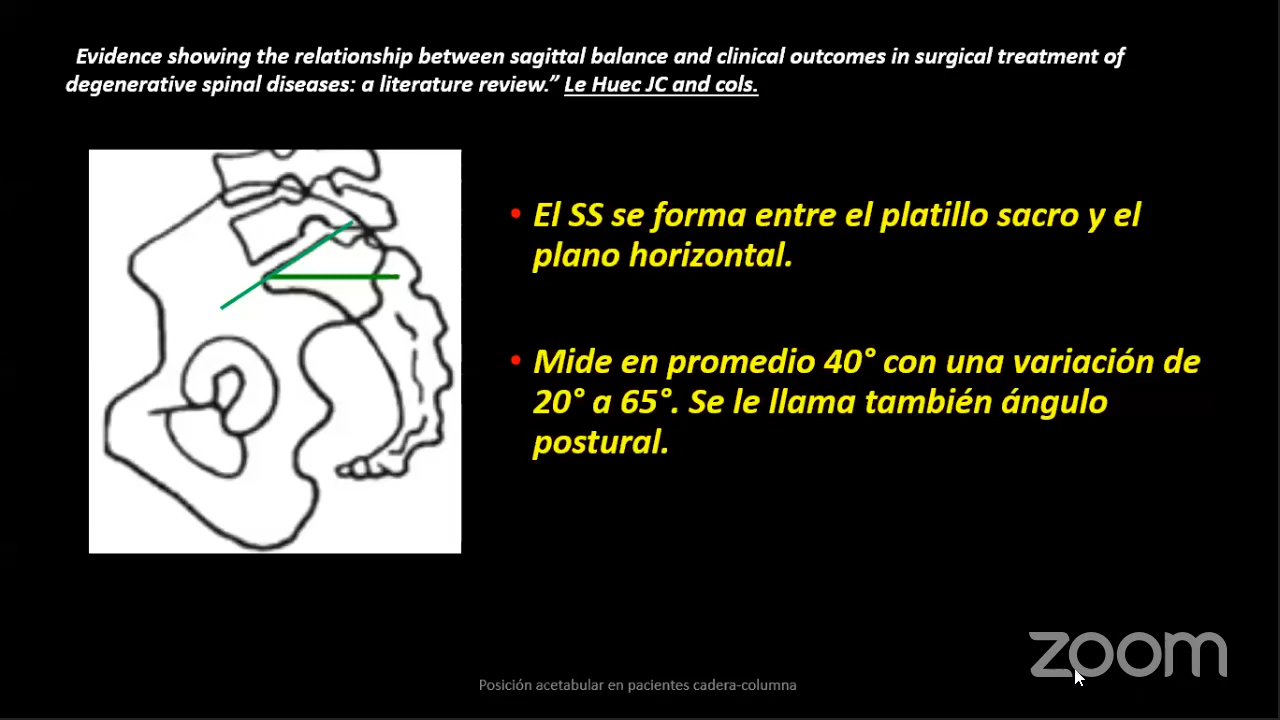 Evidence showing the relationship between sagittal balance and clinical outcomes in surgical treatment of
degenerative spinal diseases: a literature review.” Le Huec JC and cols.
• El SS se forma entre el platillo sacro y el
plano horizontal.
• Mide en promedio 40° con una variación de
20° a 65°. Se le llama también ángulo
postural.
zoom
Posición acetabular en pacientes cadera-columna